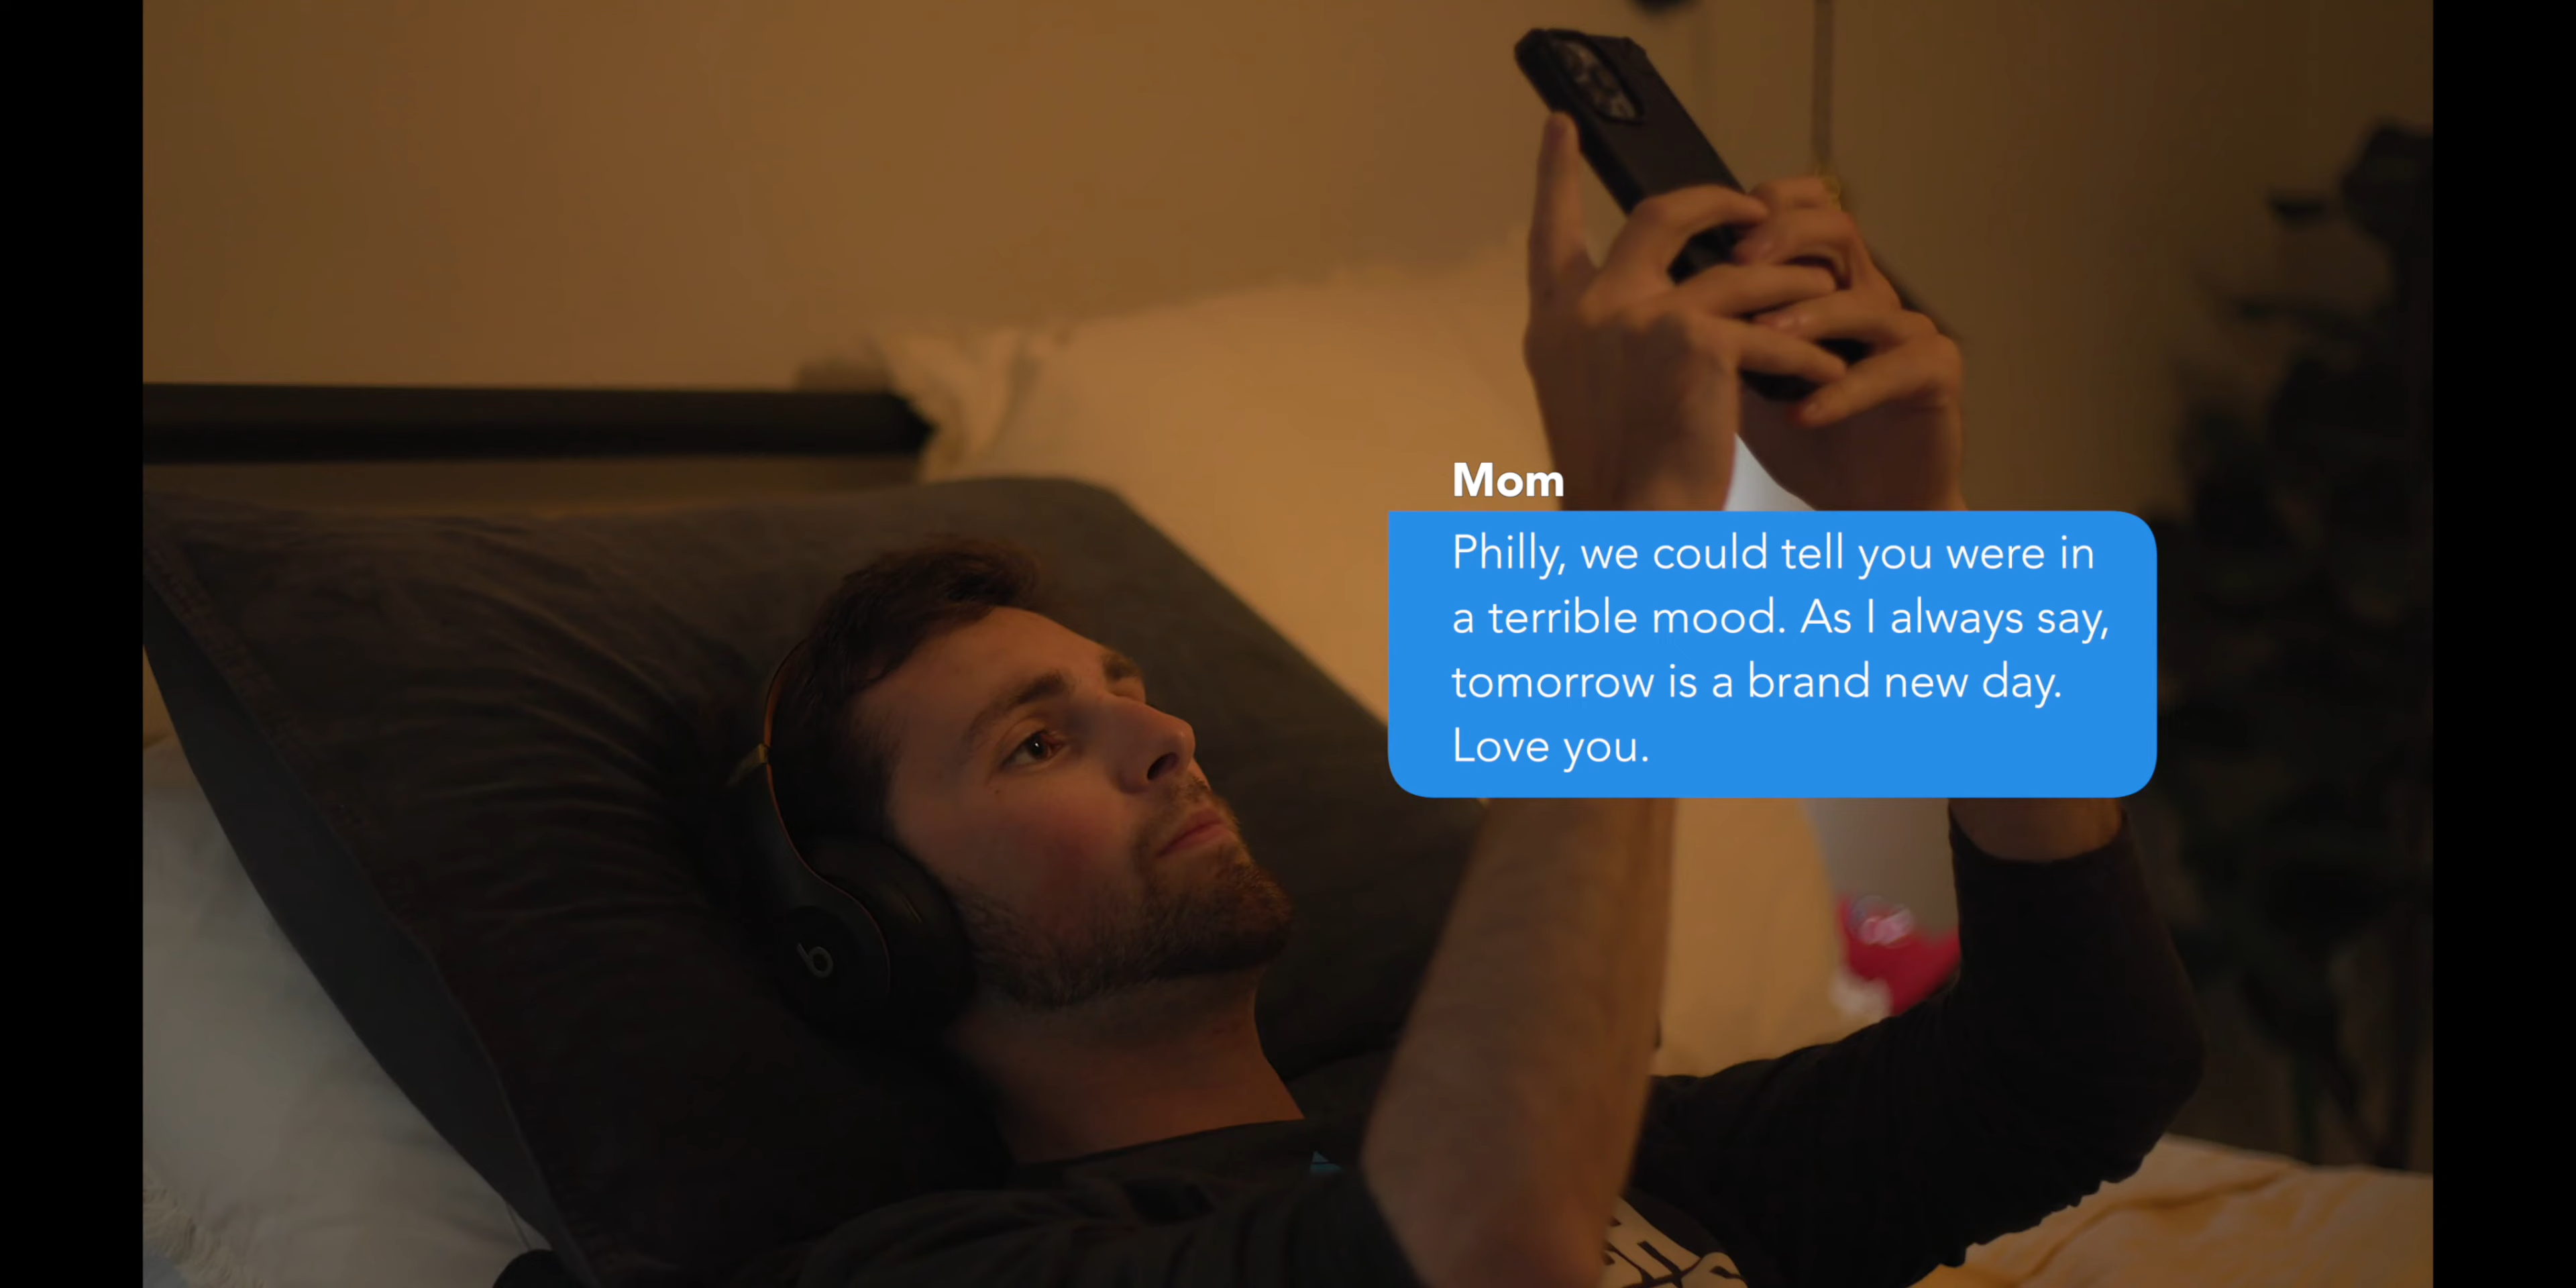 Mom
Philly, we could tell you were in
a terrible mood. As I always say,
tomorrow is a brand new day.
Love you.
b